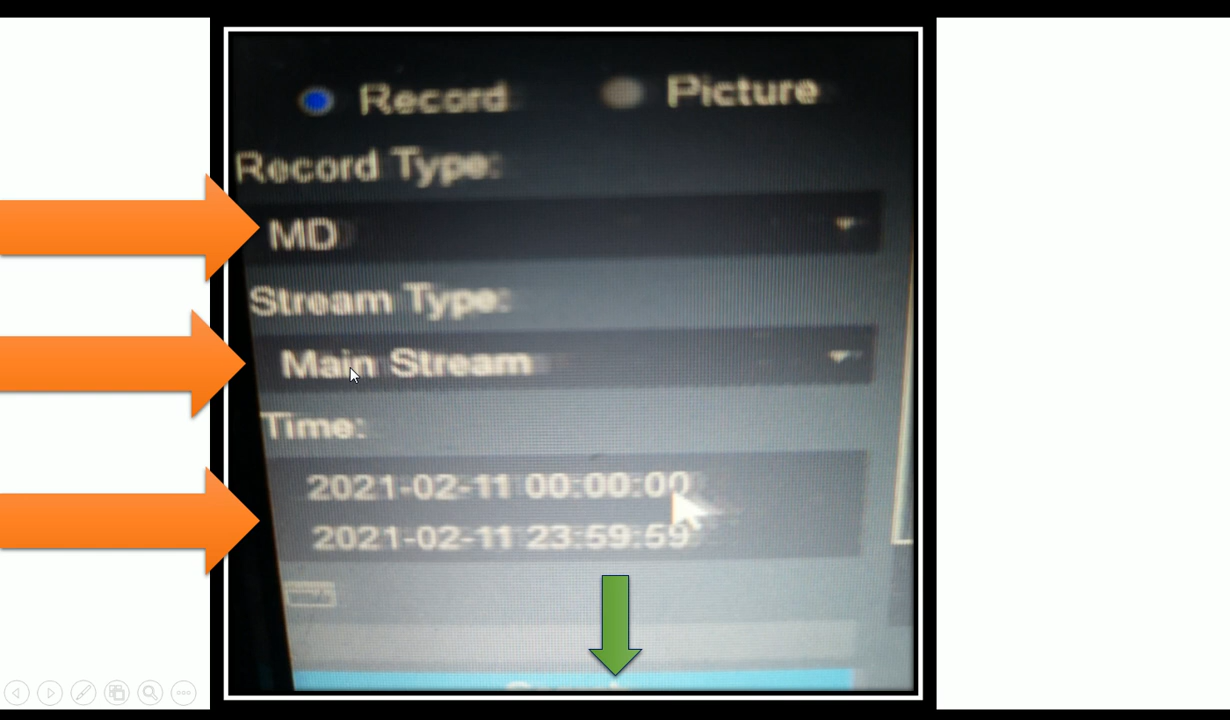 Record Picture
Record Type:
MD
Stream Type:
Main Stream
Time:
2021-02-11 00:00:00
2021-02-11 23:59:59